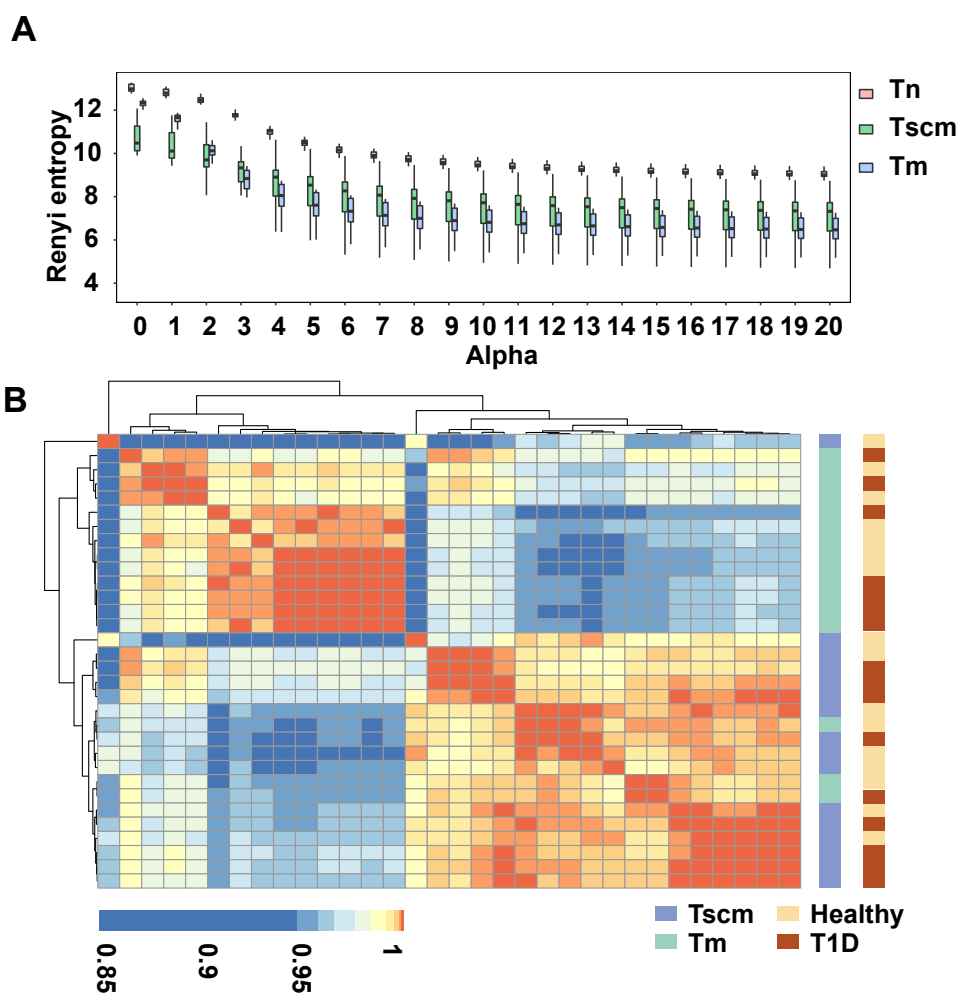 A
Renyi entropy
12
10
8
6
4
0 1 2 3 4 5 6 7 8 9 10 11 12 13 14 15 16 17 18 19 20
Alpha
Tn
Tscm
Tm
B
0.85 0.9 0.95 1
Tscm Healthy
Tm T1D